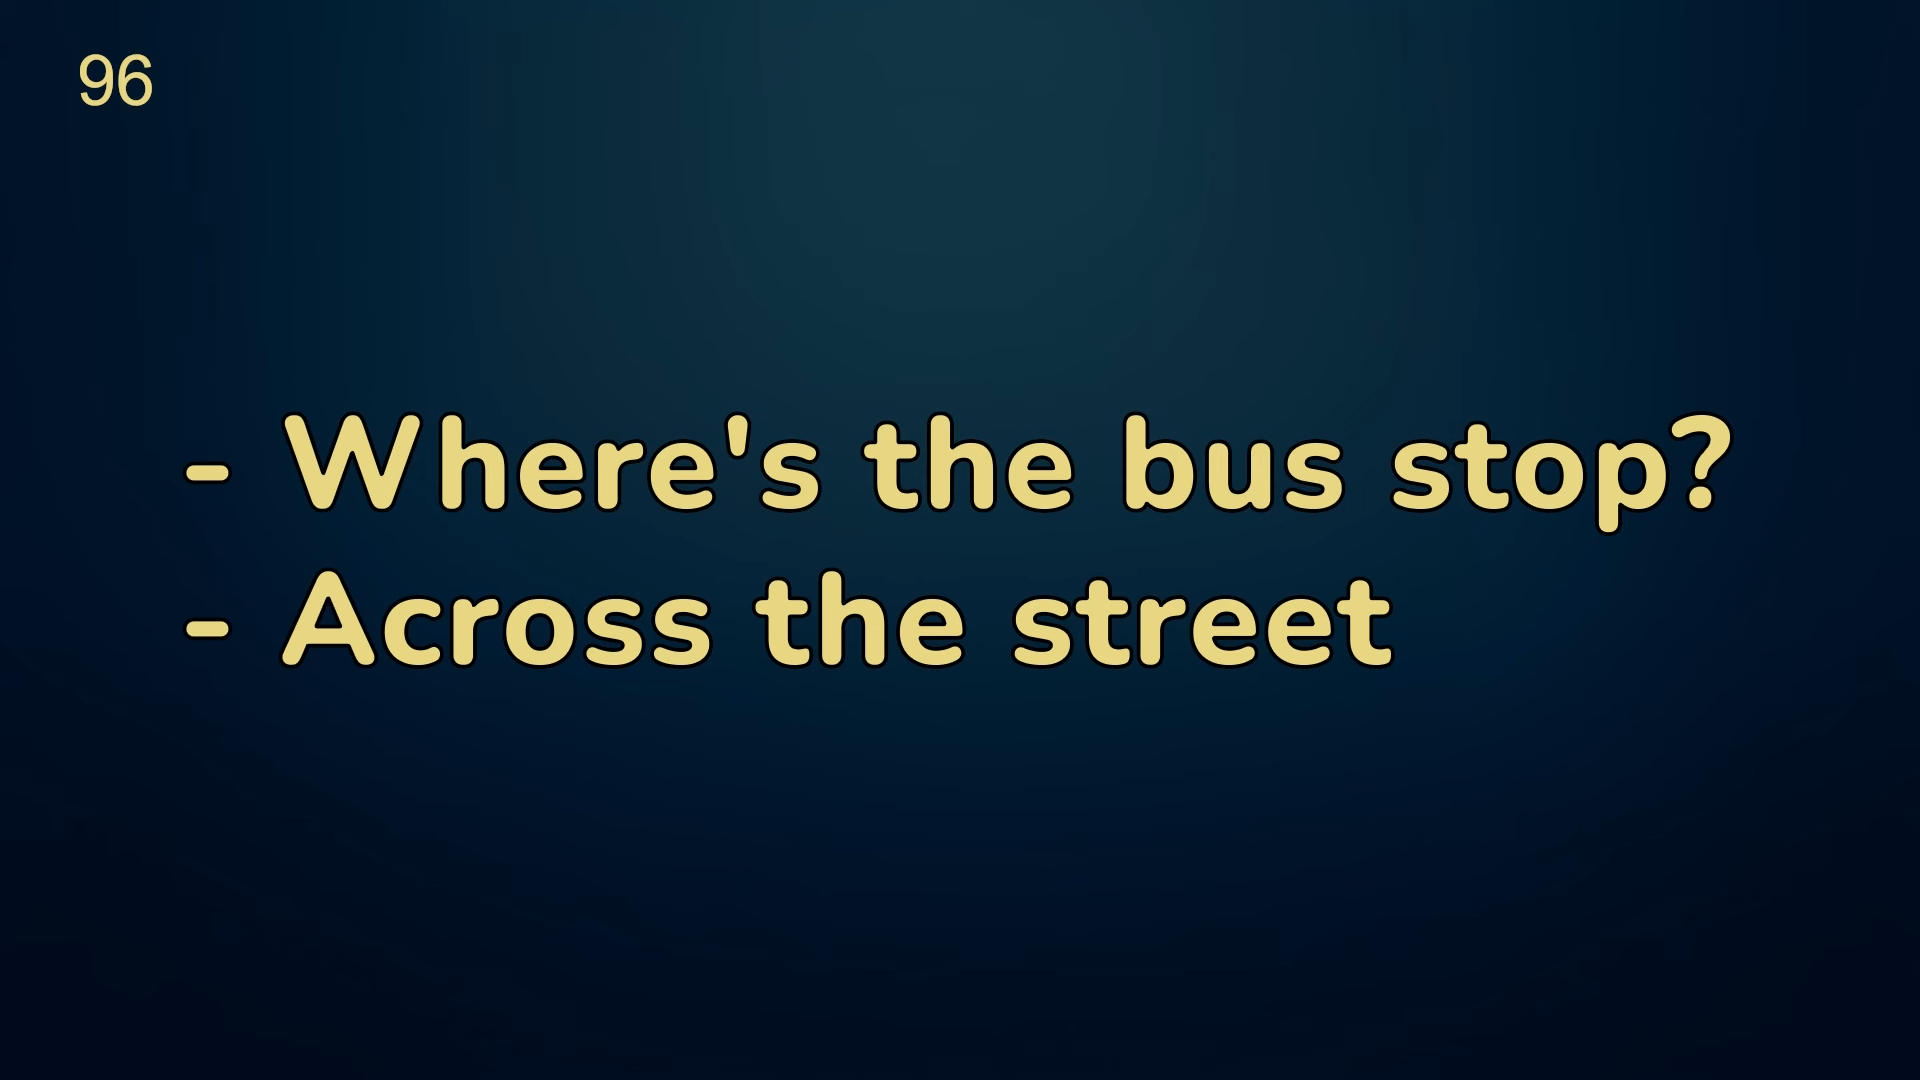 96
- Where's the bus stop?
- Across the street